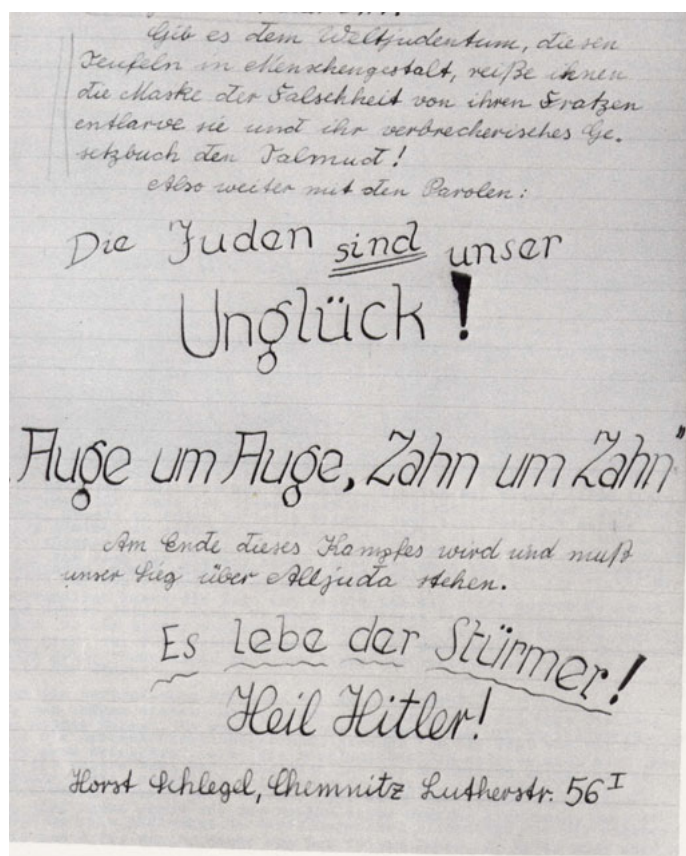 Gib es dem Weltjudentum, diesen
Teufeln in Menschengestalt, reiße ihnen
die Maske der Falschheit von ihren Fratzen
entlarve sie und ihr verbrecherisches Ge-
setzbuch den Talmud!
Also weiter mit den Parolen:
Die Juden sind unser
Unglück!
Auge um Auge, Zahn um Zahn"
Am Ende dieses Kampfes wird und muß
unser Sieg über Alljuda stehen.
Es lebe der Stürmer!
Heil Hitler!
Horst Schlegel, Chemnitz Lutherstr. 56 I